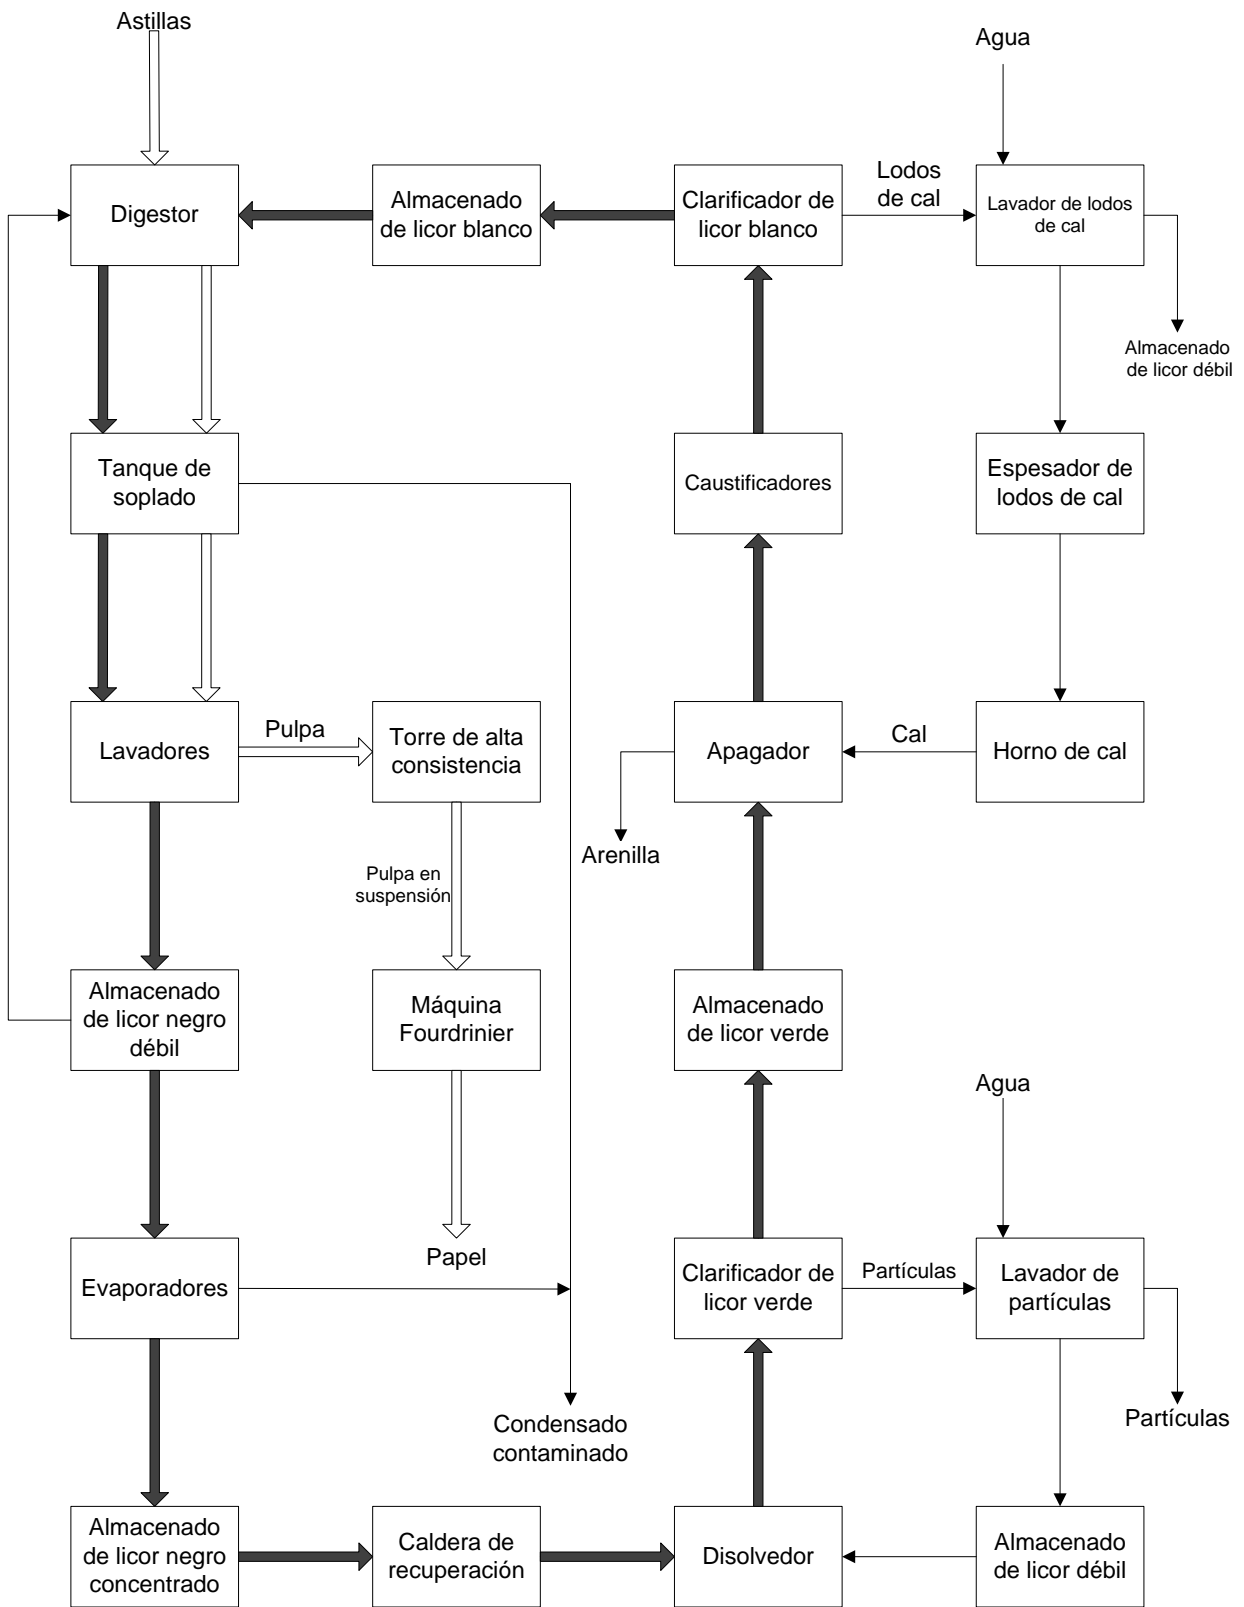 Astillas
Agua
Digestor
Almacenado
de licor blanco
Clarificador de
licor blanco
Lodos
de cal
Lavador de lodos
de cal
Almacenado
de licor débil
Tanque de
soplado
Caustificadores
Espesador de
lodos de cal
Lavadores
Pulpa
Torre de alta
consistencia
Apagador
Cal
Horno de cal
Arenilla
Pulpa en
suspensión
Almacenado
de licor negro
débil
Máquina
Fourdrinier
Almacenado
de licor verde
Agua
Evaporadores
Papel
Clarificador de
licor verde
Partículas
Lavador de
partículas
Condensado
contaminado
Partículas
Almacenado
de licor negro
concentrado
Caldera de
recuperación
Disolvedor
Almacenado
de licor débil